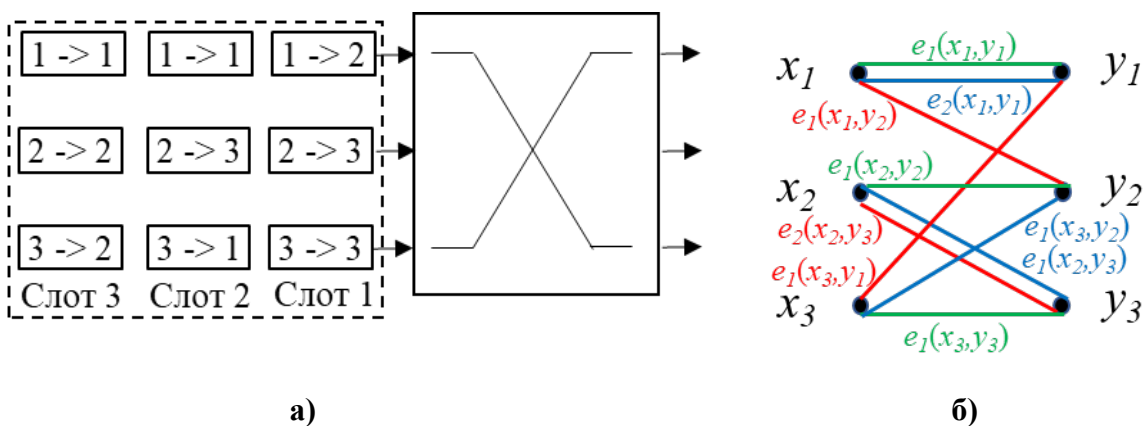 1 -> 1 1 -> 1 1 -> 2
2 -> 2 2 -> 3 2 -> 3
3 -> 2 3 -> 1 3 -> 3
Слот 3 Слот 2 Слот 1
а)
e1(x1,y1)
x1 y1
e2(x1,y1)
e1(x1,y2)
e1(x2,y2)
x2 y2
e2(x2,y3) e1(x3,y2)
e1(x2,y3)
e1(x3,y1)
x3 y3
e1(x3,y3)
б)